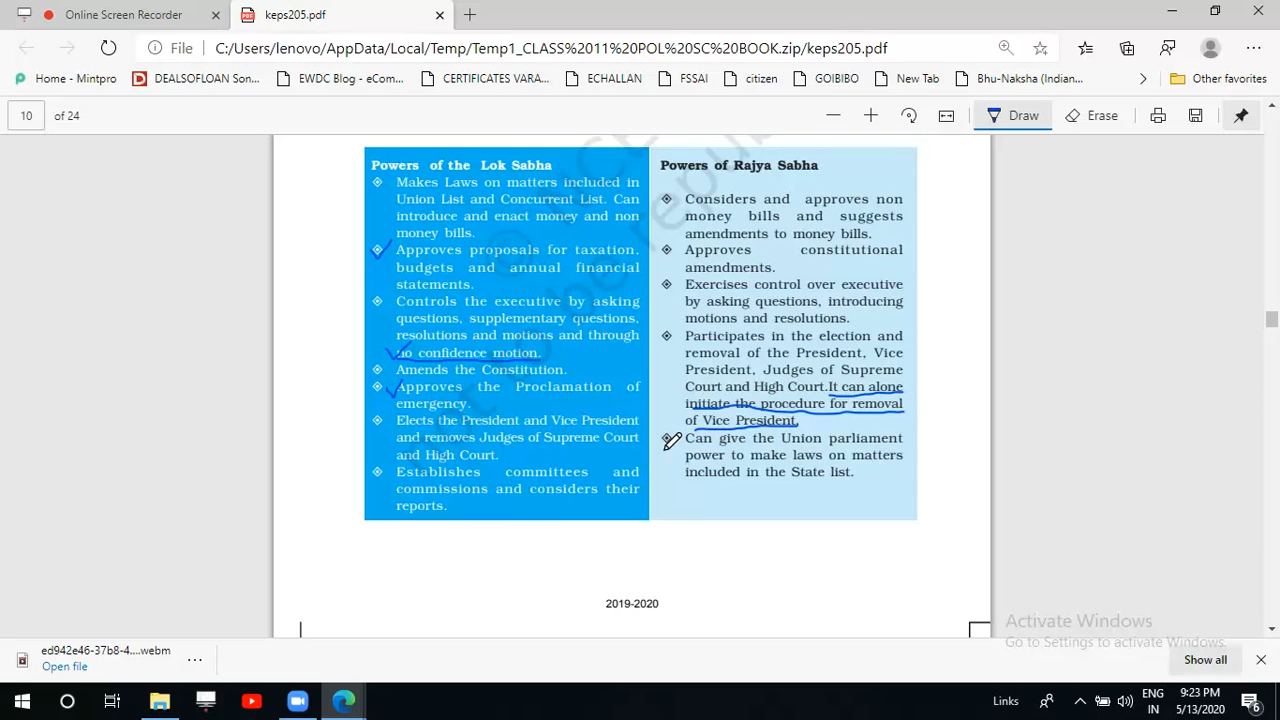 Online Screen Recorder
keps205.pdf
File
C:/Users/lenovo/AppData/Local/Temp/Temp1_CLASS%2011%20POL%20SC%20BOOK.zip/keps205.pdf
Home - Mintpro
DEALSOFLOAN Son...
EWDC Blog - eCom...
CERTIFICATES VARA...
ECHALLAN
FSSAI
citizen
GOIBIBO
New Tab
Bhu-Naksha (Indian...
Other favorites
10 of 24
Draw
Erase
Powers of the Lok Sabha
Makes Laws on matters included in
Union List and Concurrent List. Can
introduce and enact money and non
money bills.
Approves proposals for taxation,
budgets and annual financial
statements.
Controls the executive by asking
questions, supplementary questions,
resolutions and motions and through
no confidence motion.
Amends the Constitution.
Approves the Proclamation of
emergency.
Elects the President and Vice President
and removes Judges of Supreme Court
and High Court.
Establishes committees and
commissions and considers their
reports.
Powers of Rajya Sabha
Considers and approves non
money bills and suggests
amendments to money bills.
Approves constitutional
amendments.
Exercises control over executive
by asking questions, introducing
motions and resolutions.
Participates in the election and
removal of the President, Vice
President, Judges of Supreme
Court and High Court.It can alone
initiate the procedure for removal
of Vice President.
Can give the Union parliament
power to make laws on matters
included in the State list.
2019-2020
Activate Windows
Go to Settings to activate Windows.
ed942e46-37b8-4....webm
Open file
Show all
Links
ENG
IN
9:23 PM
5/13/2020
6